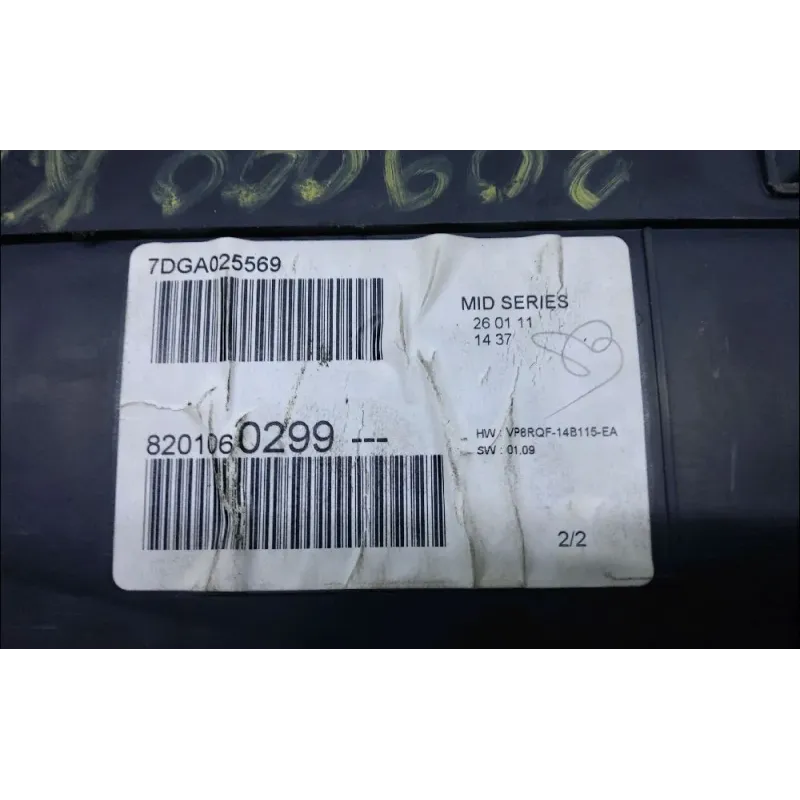 7DGA025569
MID SERIES
26 01 11
14 37
8201060299 ---
HW : VP8RQF-14B115-EA
SW : 01.09
2/2